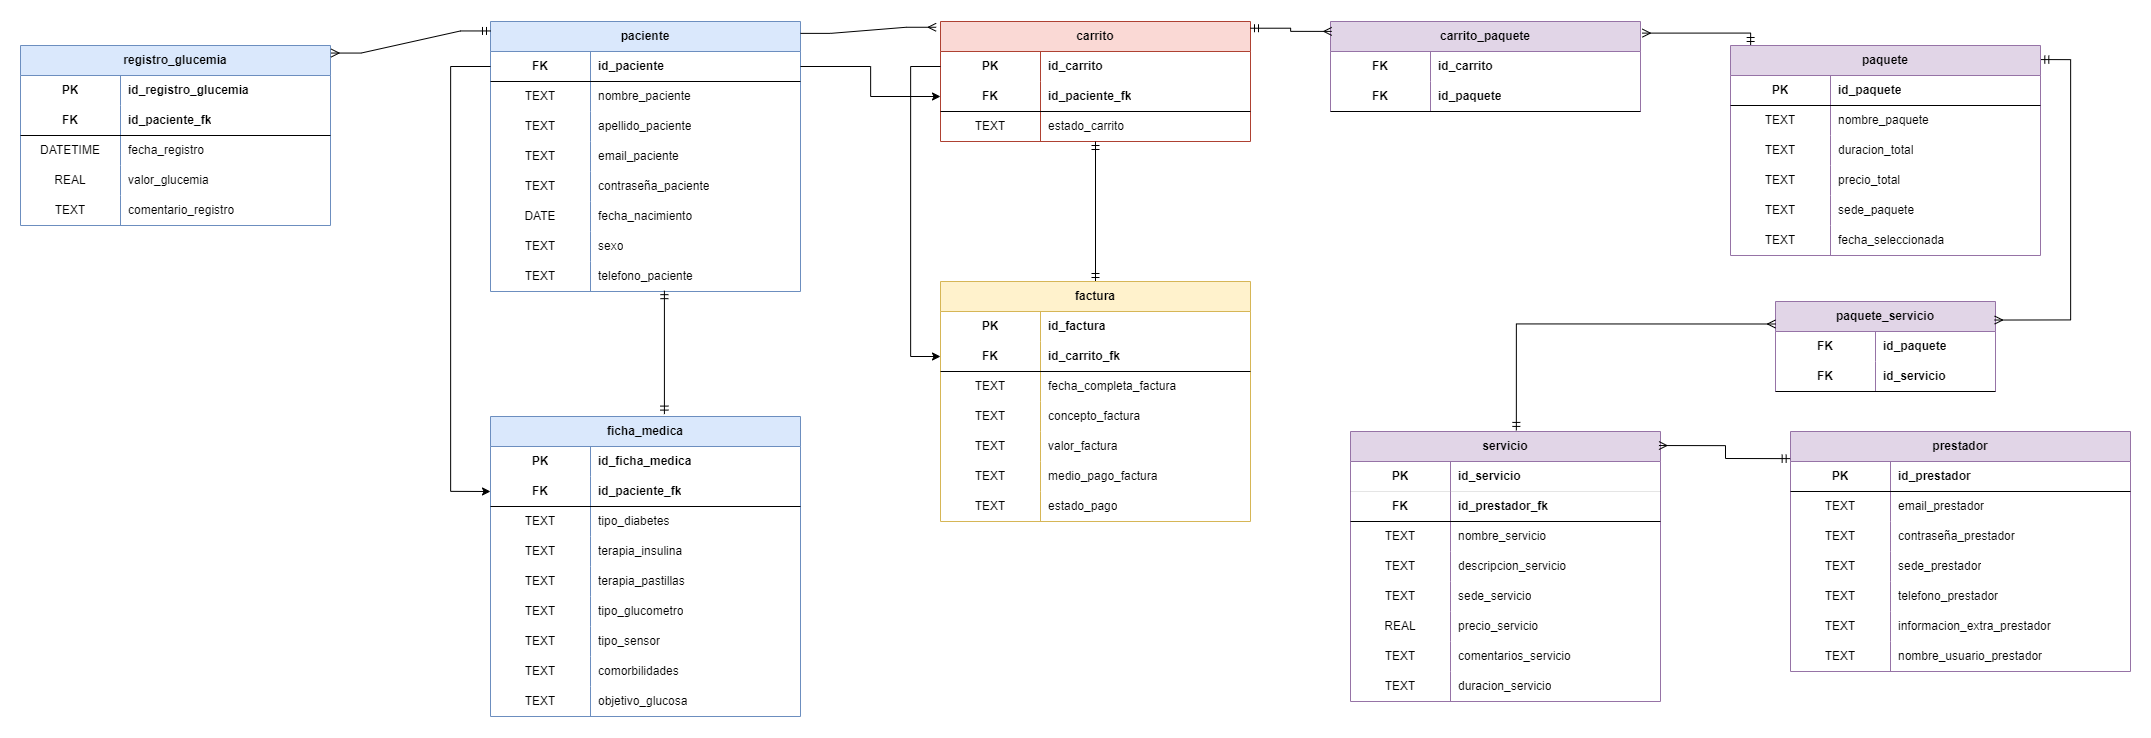 registro_glucemia
PK id_registro_glucemia
FK id_paciente_fk
DATETIME fecha_registro
REAL valor_glucemia
TEXT comentario_registro
paciente
FK id_paciente
TEXT nombre_paciente
TEXT apellido_paciente
TEXT email_paciente
TEXT contraseña_paciente
DATE fecha_nacimiento
TEXT sexo
TEXT telefono_paciente
ficha_medica
PK id_ficha_medica
FK id_paciente_fk
TEXT tipo_diabetes
TEXT terapia_insulina
TEXT terapia_pastillas
TEXT tipo_glucometro
TEXT tipo_sensor
TEXT comorbilidades
TEXT objetivo_glucosa
carrito
PK id_carrito
FK id_paciente_fk
TEXT estado_carrito
factura
PK id_factura
FK id_carrito_fk
TEXT fecha_completa_factura
TEXT concepto_factura
TEXT valor_factura
TEXT medio_pago_factura
TEXT estado_pago
carrito_paquete
FK id_carrito
FK id_paquete
paquete
PK id_paquete
TEXT nombre_paquete
TEXT duracion_total
TEXT precio_total
TEXT sede_paquete
TEXT fecha_seleccionada
paquete_servicio
FK id_paquete
FK id_servicio
servicio
PK id_servicio
FK id_prestador_fk
TEXT nombre_servicio
TEXT descripcion_servicio
TEXT sede_servicio
REAL precio_servicio
TEXT comentarios_servicio
TEXT duracion_servicio
prestador
PK id_prestador
TEXT email_prestador
TEXT contraseña_prestador
TEXT sede_prestador
TEXT telefono_prestador
TEXT informacion_extra_prestador
TEXT nombre_usuario_prestador